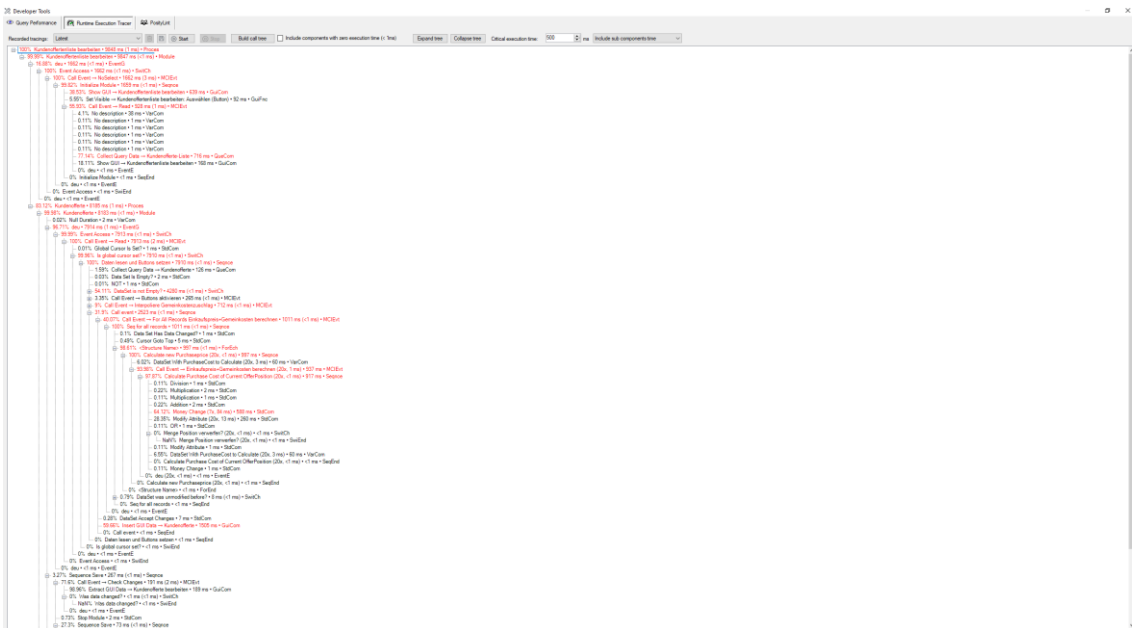 Developer Tools
Query Performance Runtime Execution Tracer PostyLint
Recorded tracings: Latest Start Stop Build call tree Include components with zero execution time (< 1ms) Expand tree Collapse tree Critical execution time: 500 ms Include sub components time
100% Kundenoffertenliste bearbeiten • 9848 ms (1 ms) • Proces
99.99% Kundenoffertenliste bearbeiten • 9847 ms (<1 ms) • Module
16.88% deu • 1662 ms (<1 ms) • EventG
100% Event Access • 1662 ms (<1 ms) • SwitCh
100% Call Event → NoSelect • 1662 ms (3 ms) • MCIExt
99.82% Initialize Module • 1659 ms (<1 ms) • Seqnce
38.53% Show GUI → Kundenoffertenliste bearbeiten • 639 ms • GuiCom
5.55% Set Visible → Kundenoffertenliste bearbeiten: Auswählen (Button) • 92 ms • GuiFnc
55.93% Call Event → Read • 928 ms (1 ms) • MCIExt
4.1% No description • 38 ms • VarCom
0.11% No description • 1 ms • VarCom
0.11% No description • 1 ms • VarCom
0.11% No description • 1 ms • VarCom
0.11% No description • 1 ms • VarCom
0.11% No description • 1 ms • VarCom
77.14% Collect Query Data → Kundenofferte Liste • 716 ms • QueCom
18.11% Show GUI → Kundenoffertenliste bearbeiten • 168 ms • GuiCom
0% deu • <1 ms • EventE
0% Initialize Module • <1 ms • SeqEnd
0% deu • <1 ms • EventE
0% Event Access • <1 ms • SwiEnd
0% deu • <1 ms • EventE
83.12% Kundenofferte • 8185 ms (<1 ms) • Proces
99.98% Kundenofferte • 8183 ms (<1 ms) • Module
0.02% Null Duration • 2 ms • VarCom
96.71% deu • 7914 ms (1 ms) • EventG
99.99% Event Access • 7913 ms (<1 ms) • SwitCh
100% Call Event → Read • 7913 ms (2 ms) • MCIExt
0.01% Global Cursor Is Set? • 1 ms • StdCom
99.96% Is global cursor set? • 7910 ms (<1 ms) • SwitCh
100% Daten lesen und Buttons setzen • 7910 ms (<1 ms) • Seqnce
1.59% Collect Query Data → Kundenofferte • 126 ms • QueCom
0.03% Data Set Is Empty? • 2 ms • StdCom
0.01% NOT • 1 ms • StdCom
54.11% DataSet is not Empty? • 4280 ms (<1 ms) • SwitCh
3.35% Call Event → Buttons aktivieren • 265 ms (<1 ms) • MCIExt
9% Call Event → Interpoliere Gemeinkostenzuschlag • 712 ms (<1 ms) • MCIExt
31.9% Call event • 2523 ms (<1 ms) • Seqnce
40.07% Call Event → For All Records Einkaufspreis+Gemeinkosten berechnen • 1011 ms (<1 ms) • MCIExt
100% Seq for all records • 1011 ms (<1 ms) • Seqnce
0.1% Data Set Has Data Changed? • 1 ms • StdCom
0.49% Cursor Goto Top • 5 ms • StdCom
98.61% <Structure Name> • 997 ms (<1 ms) • ForEch
100% Calculate new Purchaseprice (20x, <1 ms) • 997 ms • Seqnce
6.02% DataSet With PurchaseCost to Calculate (20x, 3 ms) • 60 ms • VarCom
93.98% Call Event → Einkaufspreis+Gemeinkosten berechnen (20x, 1 ms) • 937 ms • MCIExt
97.87% Calculate Purchase Cost of Current OfferPosition (20x, <1 ms) • 917 ms • Seqnce
0.11% Division • 1 ms • StdCom
0.22% Multiplication • 2 ms • StdCom
0.11% Multiplication • 1 ms • StdCom
0.22% Addition • 2 ms • StdCom
64.12% Money Change (7x, 84 ms) • 588 ms • StdCom
28.35% Modify Attribute (20x, 13 ms) • 260 ms • StdCom
0.11% OR • 1 ms • StdCom
0% Marge Position verwerfen? (20x, <1 ms) • <1 ms • SwitCh
NaN% Marge Position verwerfen? (20x, <1 ms) • <1 ms • SwiEnd
0.11% Modify Attribute • 1 ms • StdCom
6.55% DataSet With PurchaseCost to Calculate (20x, 3 ms) • 60 ms • VarCom
0% Calculate Purchase Cost of Current OfferPosition (20x, <1 ms) • <1 ms • SeqEnd
0.11% Money Change • 1 ms • StdCom
0% deu (20x, <1 ms) • <1 ms • EventE
0% Calculate new Purchaseprice (20x, <1 ms) • <1 ms • SeqEnd
0% <Structure Name> • <1 ms • ForEnd
0.79% DataSet was unmodified before? • 8 ms (<1 ms) • SwitCh
0% Seq for all records • <1 ms • SeqEnd
0% deu • <1 ms • EventE
0.28% DataSet Accept Changes • 7 ms • StdCom
59.66% Insert GUI Data → Kundenofferte • 1505 ms • GuiCom
0% Call event • <1 ms • SeqEnd
0% Daten lesen und Buttons setzen • <1 ms • SeqEnd
0% Is global cursor set? • <1 ms • SwiEnd
0% deu • <1 ms • EventE
0% Event Access • <1 ms • SwiEnd
0% deu • <1 ms • EventE
3.27% Sequence Save • 267 ms (<1 ms) • Seqnce
71.6% Call Event → Check Changes • 191 ms (2 ms) • MCIExt
98.96% Extract GUI Data → Kundenofferte bearbeiten • 189 ms • GuiCom
0% Was data changed? • <1 ms (<1 ms) • SwitCh
NaN% Was data changed? • <1 ms • SwiEnd
0% deu • <1 ms • EventE
0.73% Stop Module • 2 ms • StdCom
27.3% Sequence Save • 73 ms (<1 ms) • Seqnce